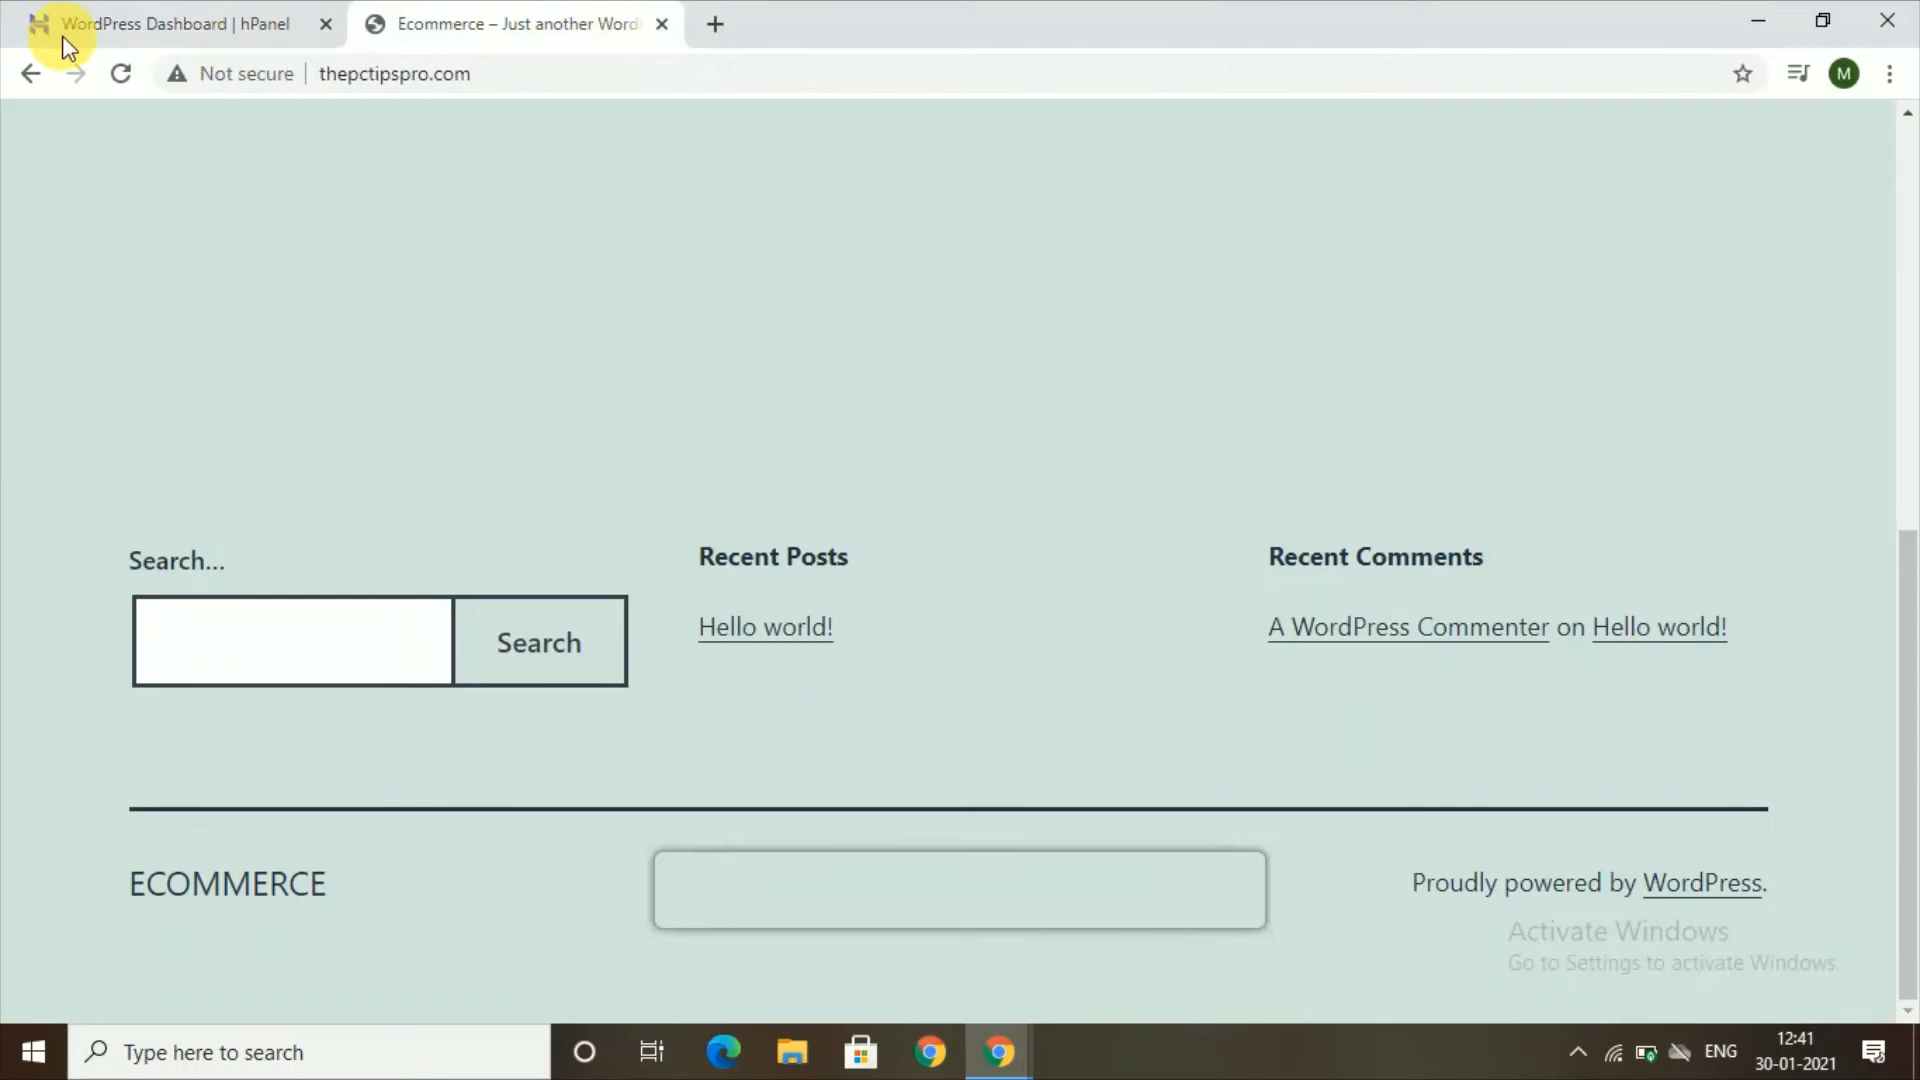 WordPress Dashboard | hPanel
Ecommerce – Just another Word
Not secure
thepctipspro.com
M
Search...
Search
Recent Posts
Hello world!
Recent Comments
A WordPress Commenter on Hello world!
ECOMMERCE
Proudly powered by WordPress.
Activate Windows
Go to Settings to activate Windows.
Type here to search
ENG
12:41
30-01-2021